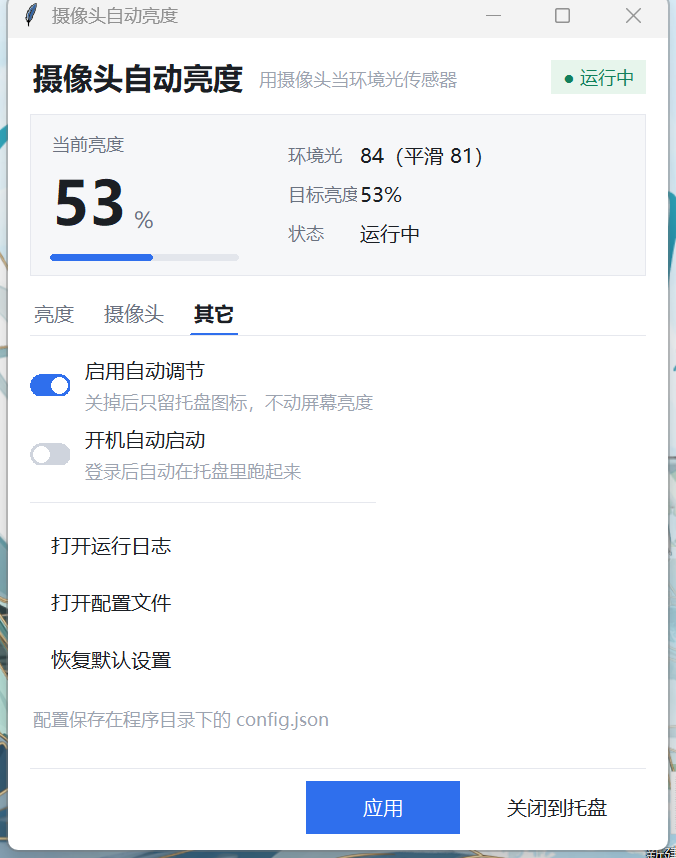 摄像头自动亮度
摄像头自动亮度 用摄像头当环境光传感器 ● 运行中
当前亮度
53 %
环境光 84（平滑 81）
目标亮度 53%
状态 运行中
亮度 摄像头 其它
启用自动调节
关掉后只留托盘图标，不动屏幕亮度
开机自动启动
登录后自动在托盘里跑起来
打开运行日志
打开配置文件
恢复默认设置
配置保存在程序目录下的 config.json
应用 关闭到托盘